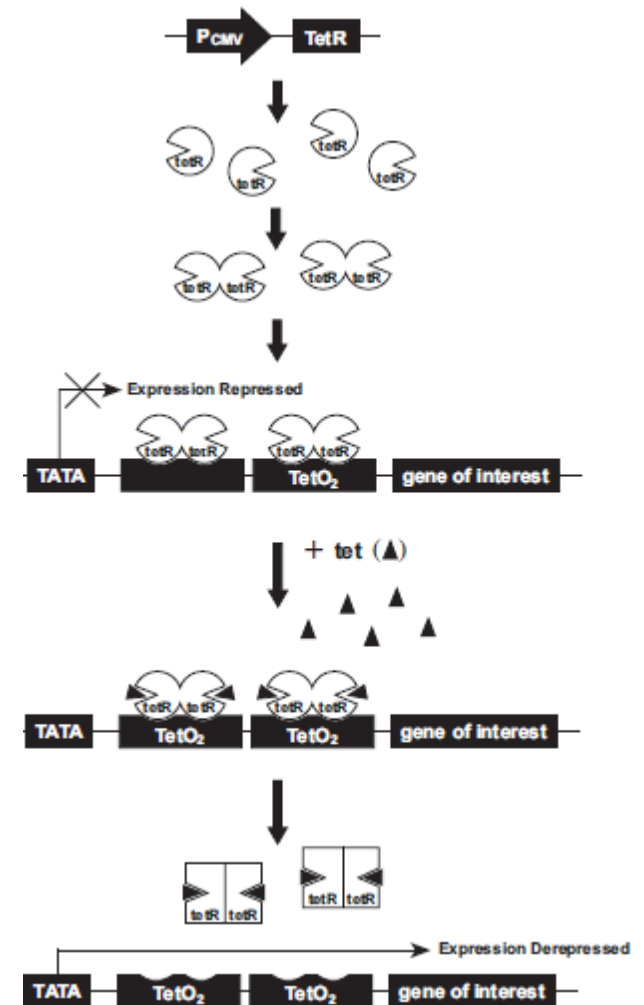 PCMV TetR
tetR tetR tetR tetR
tetR tetR tetR tetR
Expression Repressed
tetR tetR tetR tetR
TATA TetO₂ gene of interest
+ tet (▲)
tetR tetR tetR tetR
TATA TetO₂ TetO₂ gene of interest
tetR tetR tetR tetR
Expression Derepressed
TATA TetO₂ TetO₂ gene of interest